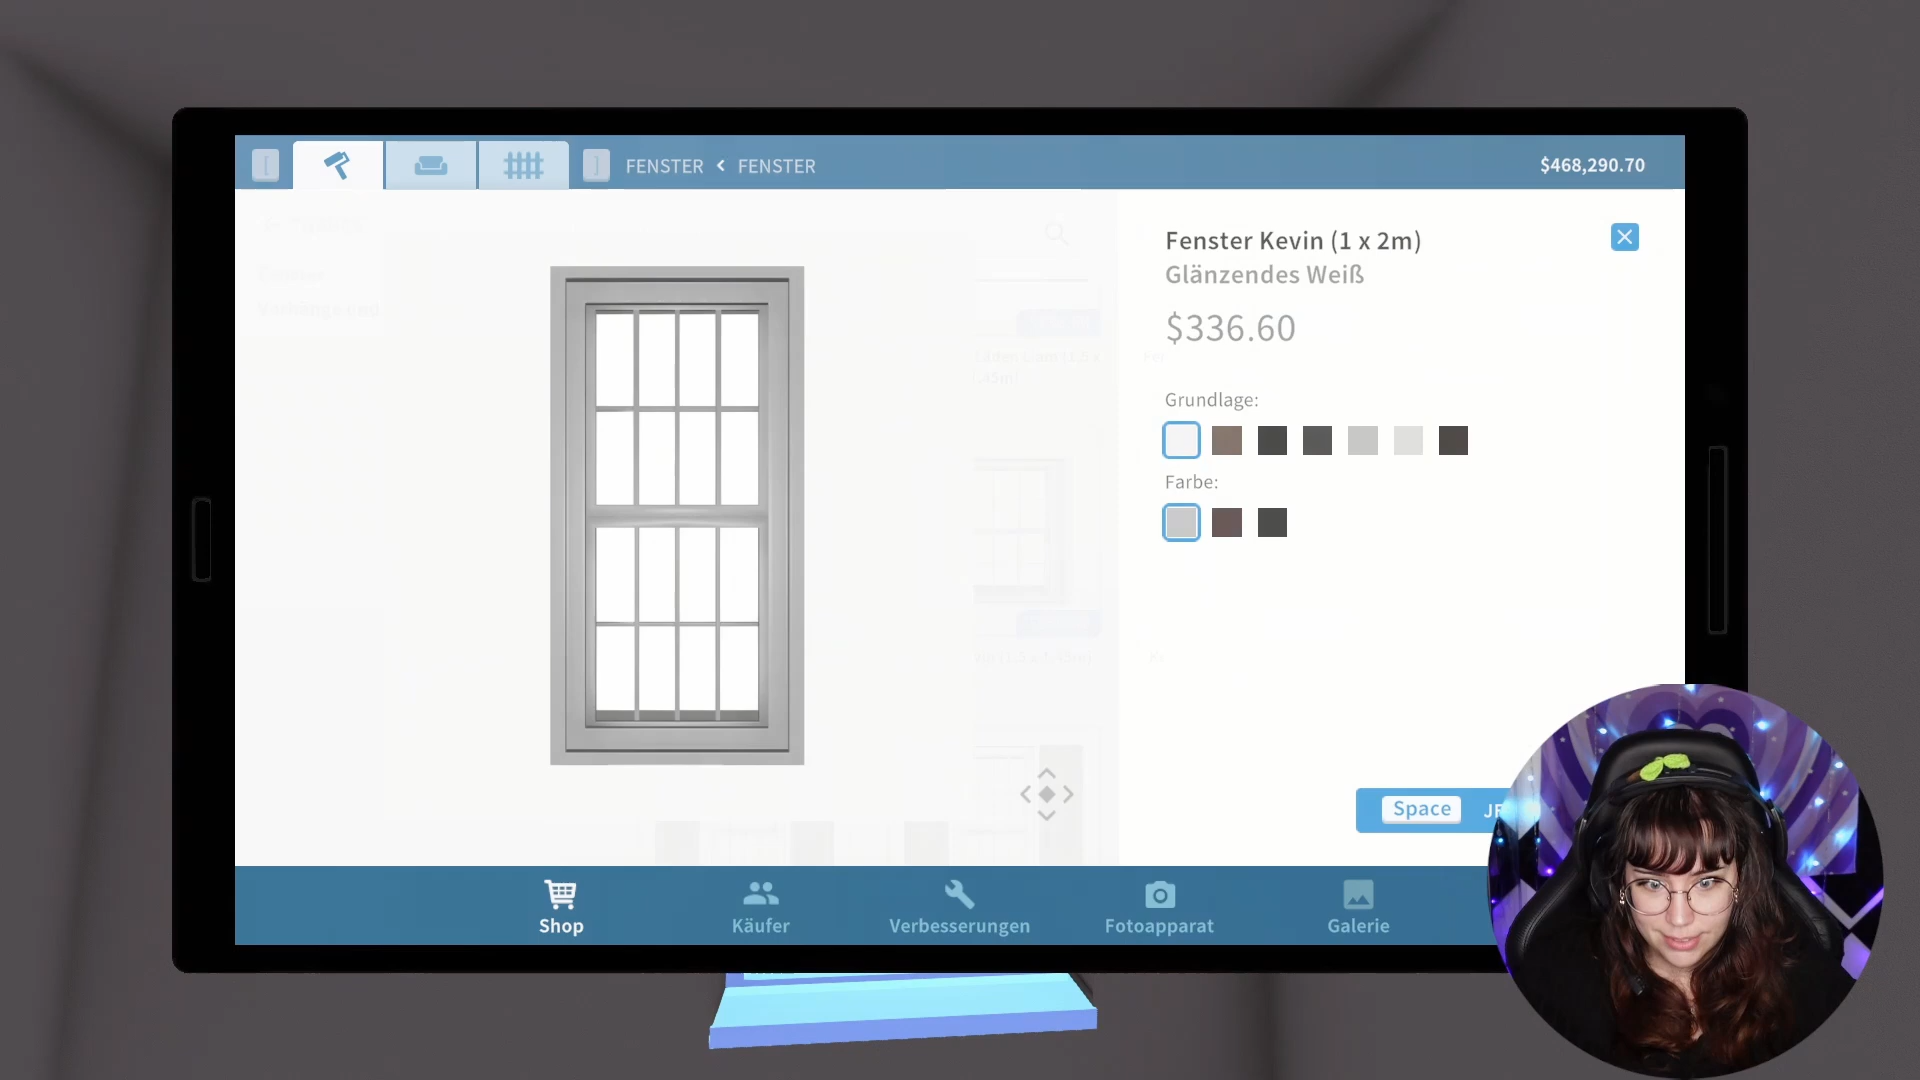 [
]
FENSTER < FENSTER
$468,290.70
Fenster Kevin (1 x 2m)
Glänzendes Weiß
$336.60
Grundlage:
Farbe:
Space
Shop
Käufer
Verbesserungen
Fotoapparat
Galerie